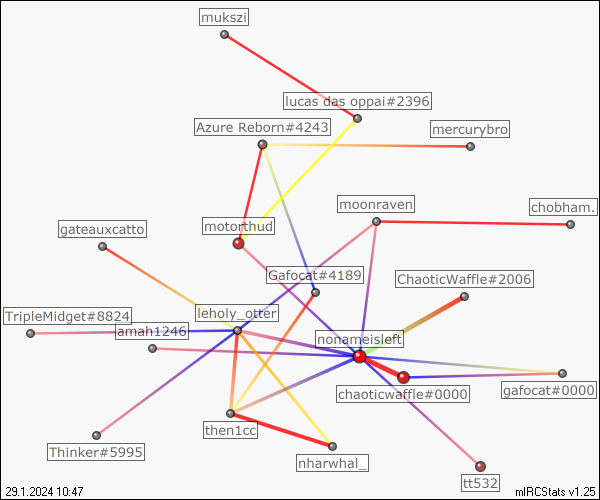 mukszi
lucas das oppai#2396
Azure Reborn#4243
mercurybro
moonraven
chobham.
motorthud
gateauxcatto
Gafocat#4189
ChaoticWaffle#2006
leholy_otter
TripleMidget#8824
amah1246
nonameisleft
chaoticwaffle#0000
gafocat#0000
then1cc
Thinker#5995
nharwhal_
tt532
29.1.2024 10:47
mIRCStats v1.25